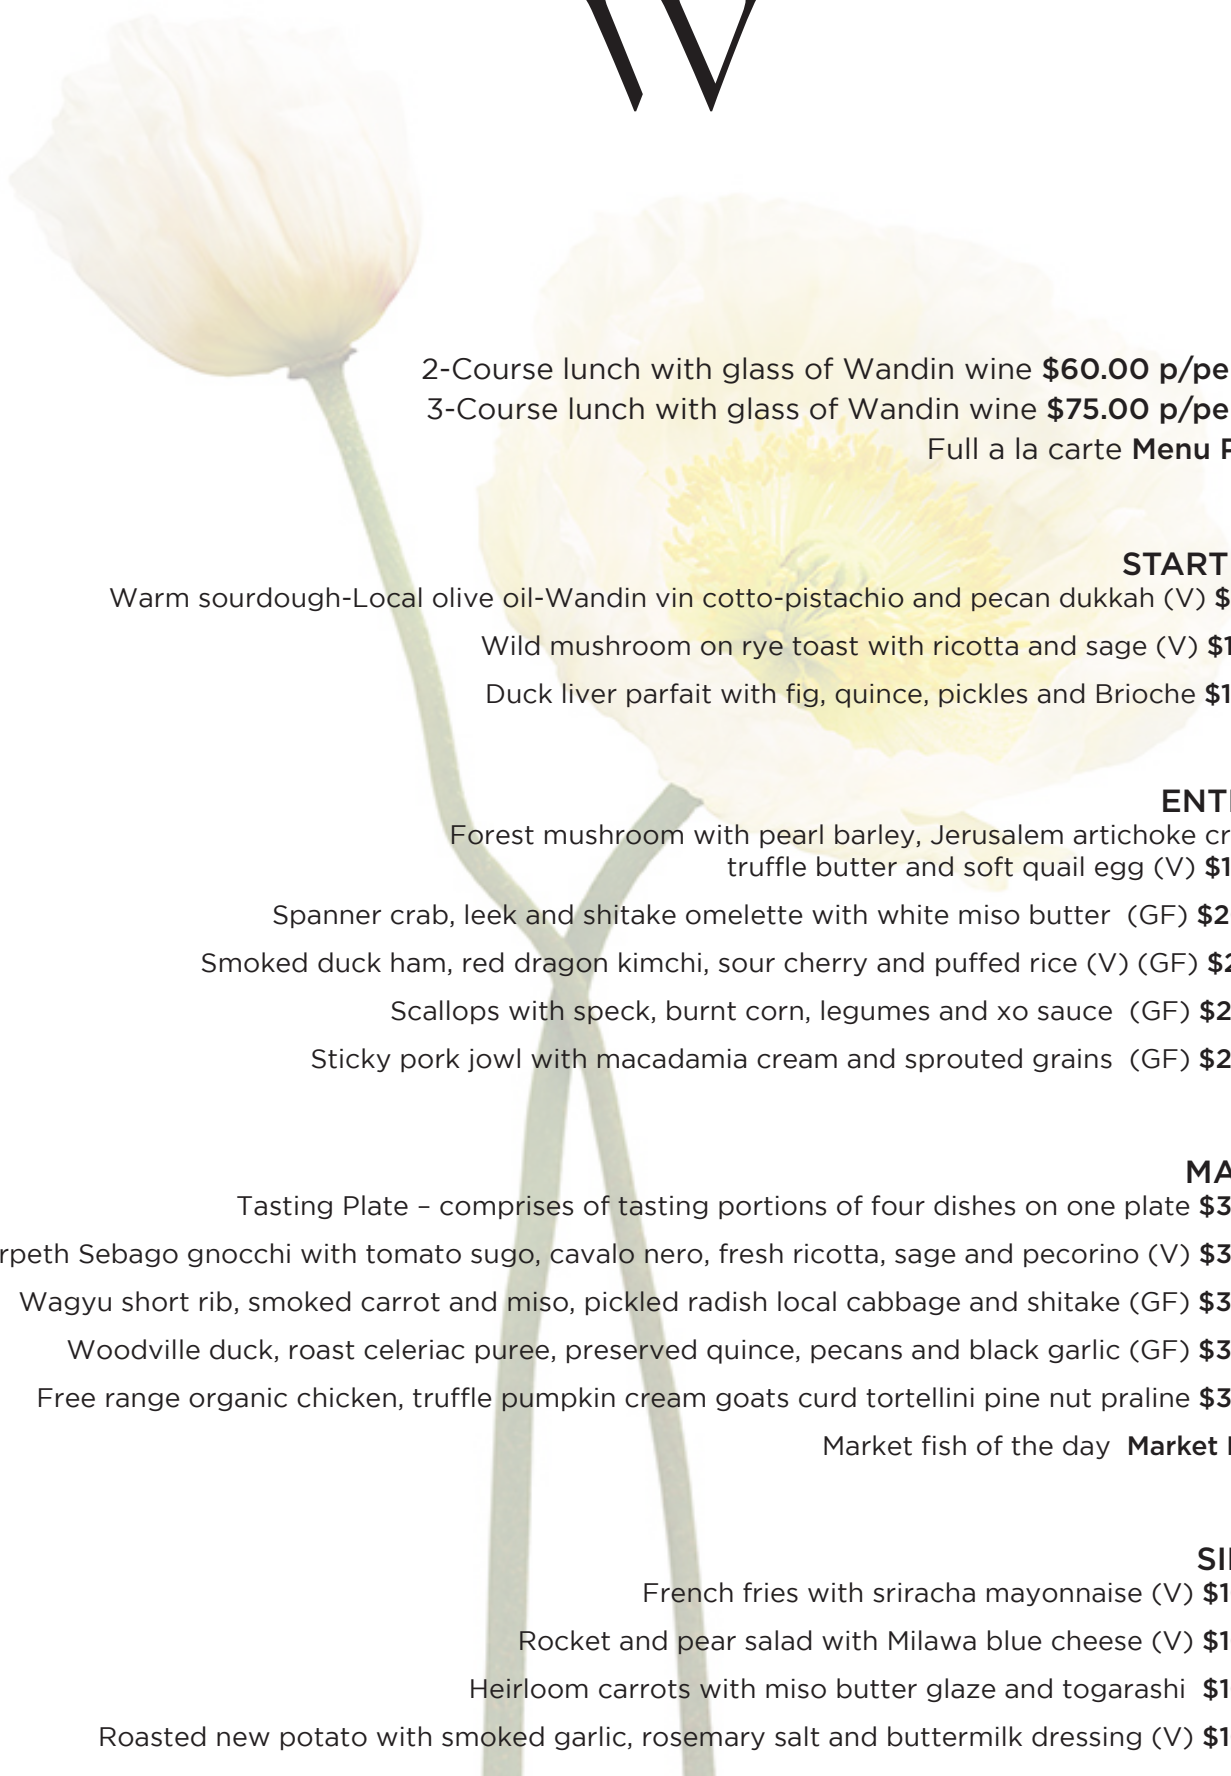 W
2-Course lunch with glass of Wandin wine $60.00 p/pe
3-Course lunch with glass of Wandin wine $75.00 p/pe
Full a la carte Menu P
START
Warm sourdough-Local olive oil-Wandin vin cotto-pistachio and pecan dukkah (V) $
Wild mushroom on rye toast with ricotta and sage (V) $1
Duck liver parfait with fig, quince, pickles and Brioche $1
ENT
Forest mushroom with pearl barley, Jerusalem artichoke cr
truffle butter and soft quail egg (V) $1
Spanner crab, leek and shitake omelette with white miso butter (GF) $2
Smoked duck ham, red dragon kimchi, sour cherry and puffed rice (V) (GF) $2
Scallops with speck, burnt corn, legumes and xo sauce (GF) $2
Sticky pork jowl with macadamia cream and sprouted grains (GF) $2
MA
Tasting Plate – comprises of tasting portions of four dishes on one plate $3
rpeth Sebago gnocchi with tomato sugo, cavalo nero, fresh ricotta, sage and pecorino (V) $3
Wagyu short rib, smoked carrot and miso, pickled radish local cabbage and shitake (GF) $3
Woodville duck, roast celeriac puree, preserved quince, pecans and black garlic (GF) $3
Free range organic chicken, truffle pumpkin cream goats curd tortellini pine nut praline $3
Market fish of the day Market
SI
French fries with sriracha mayonnaise (V) $1
Rocket and pear salad with Milawa blue cheese (V) $1
Heirloom carrots with miso butter glaze and togarashi $1
Roasted new potato with smoked garlic, rosemary salt and buttermilk dressing (V) $1